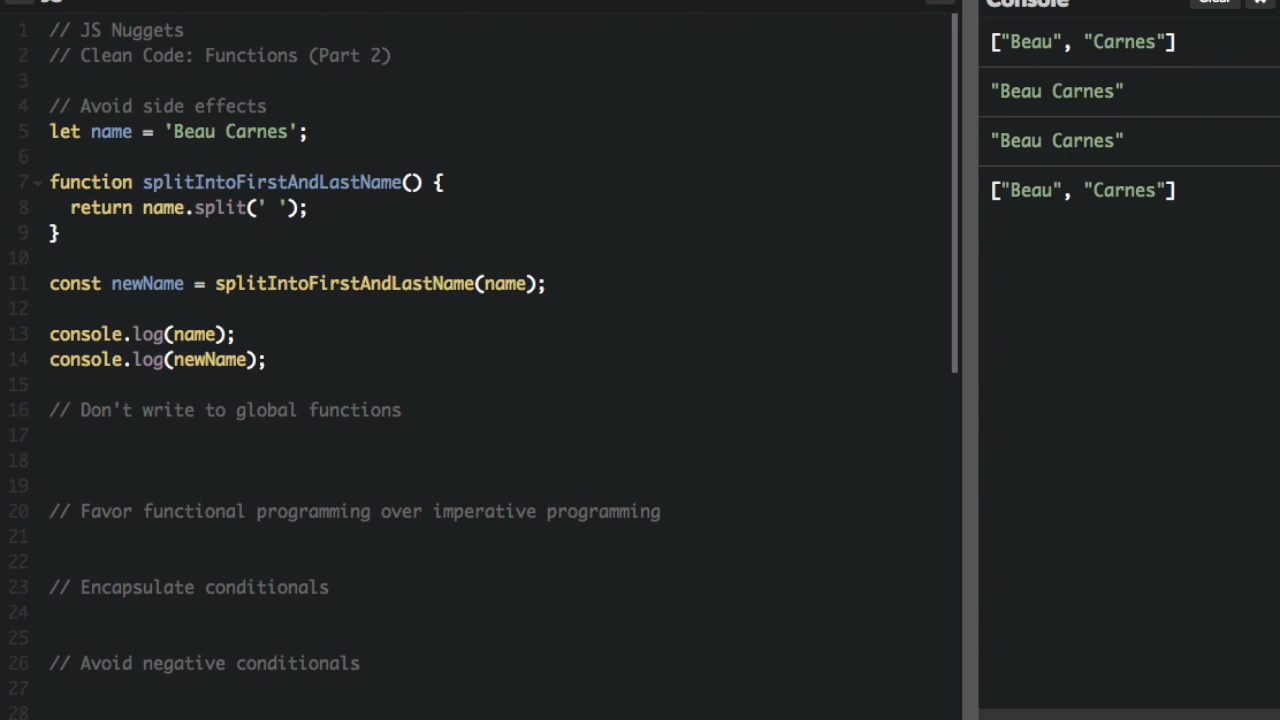 1 // JS Nuggets
2 // Clean Code: Functions (Part 2)
3
4 // Avoid side effects
5 let name = 'Beau Carnes';
6
7 function splitIntoFirstAndLastName() {
8 return name.split(' ');
9 }
10
11 const newName = splitIntoFirstAndLastName(name);
12
13 console.log(name);
14 console.log(newName);
15
16 // Don't write to global functions
17
18
19
20 // Favor functional programming over imperative programming
21
22
23 // Encapsulate conditionals
24
25
26 // Avoid negative conditionals
27
28
Console Clear
["Beau", "Carnes"]
"Beau Carnes"
"Beau Carnes"
["Beau", "Carnes"]